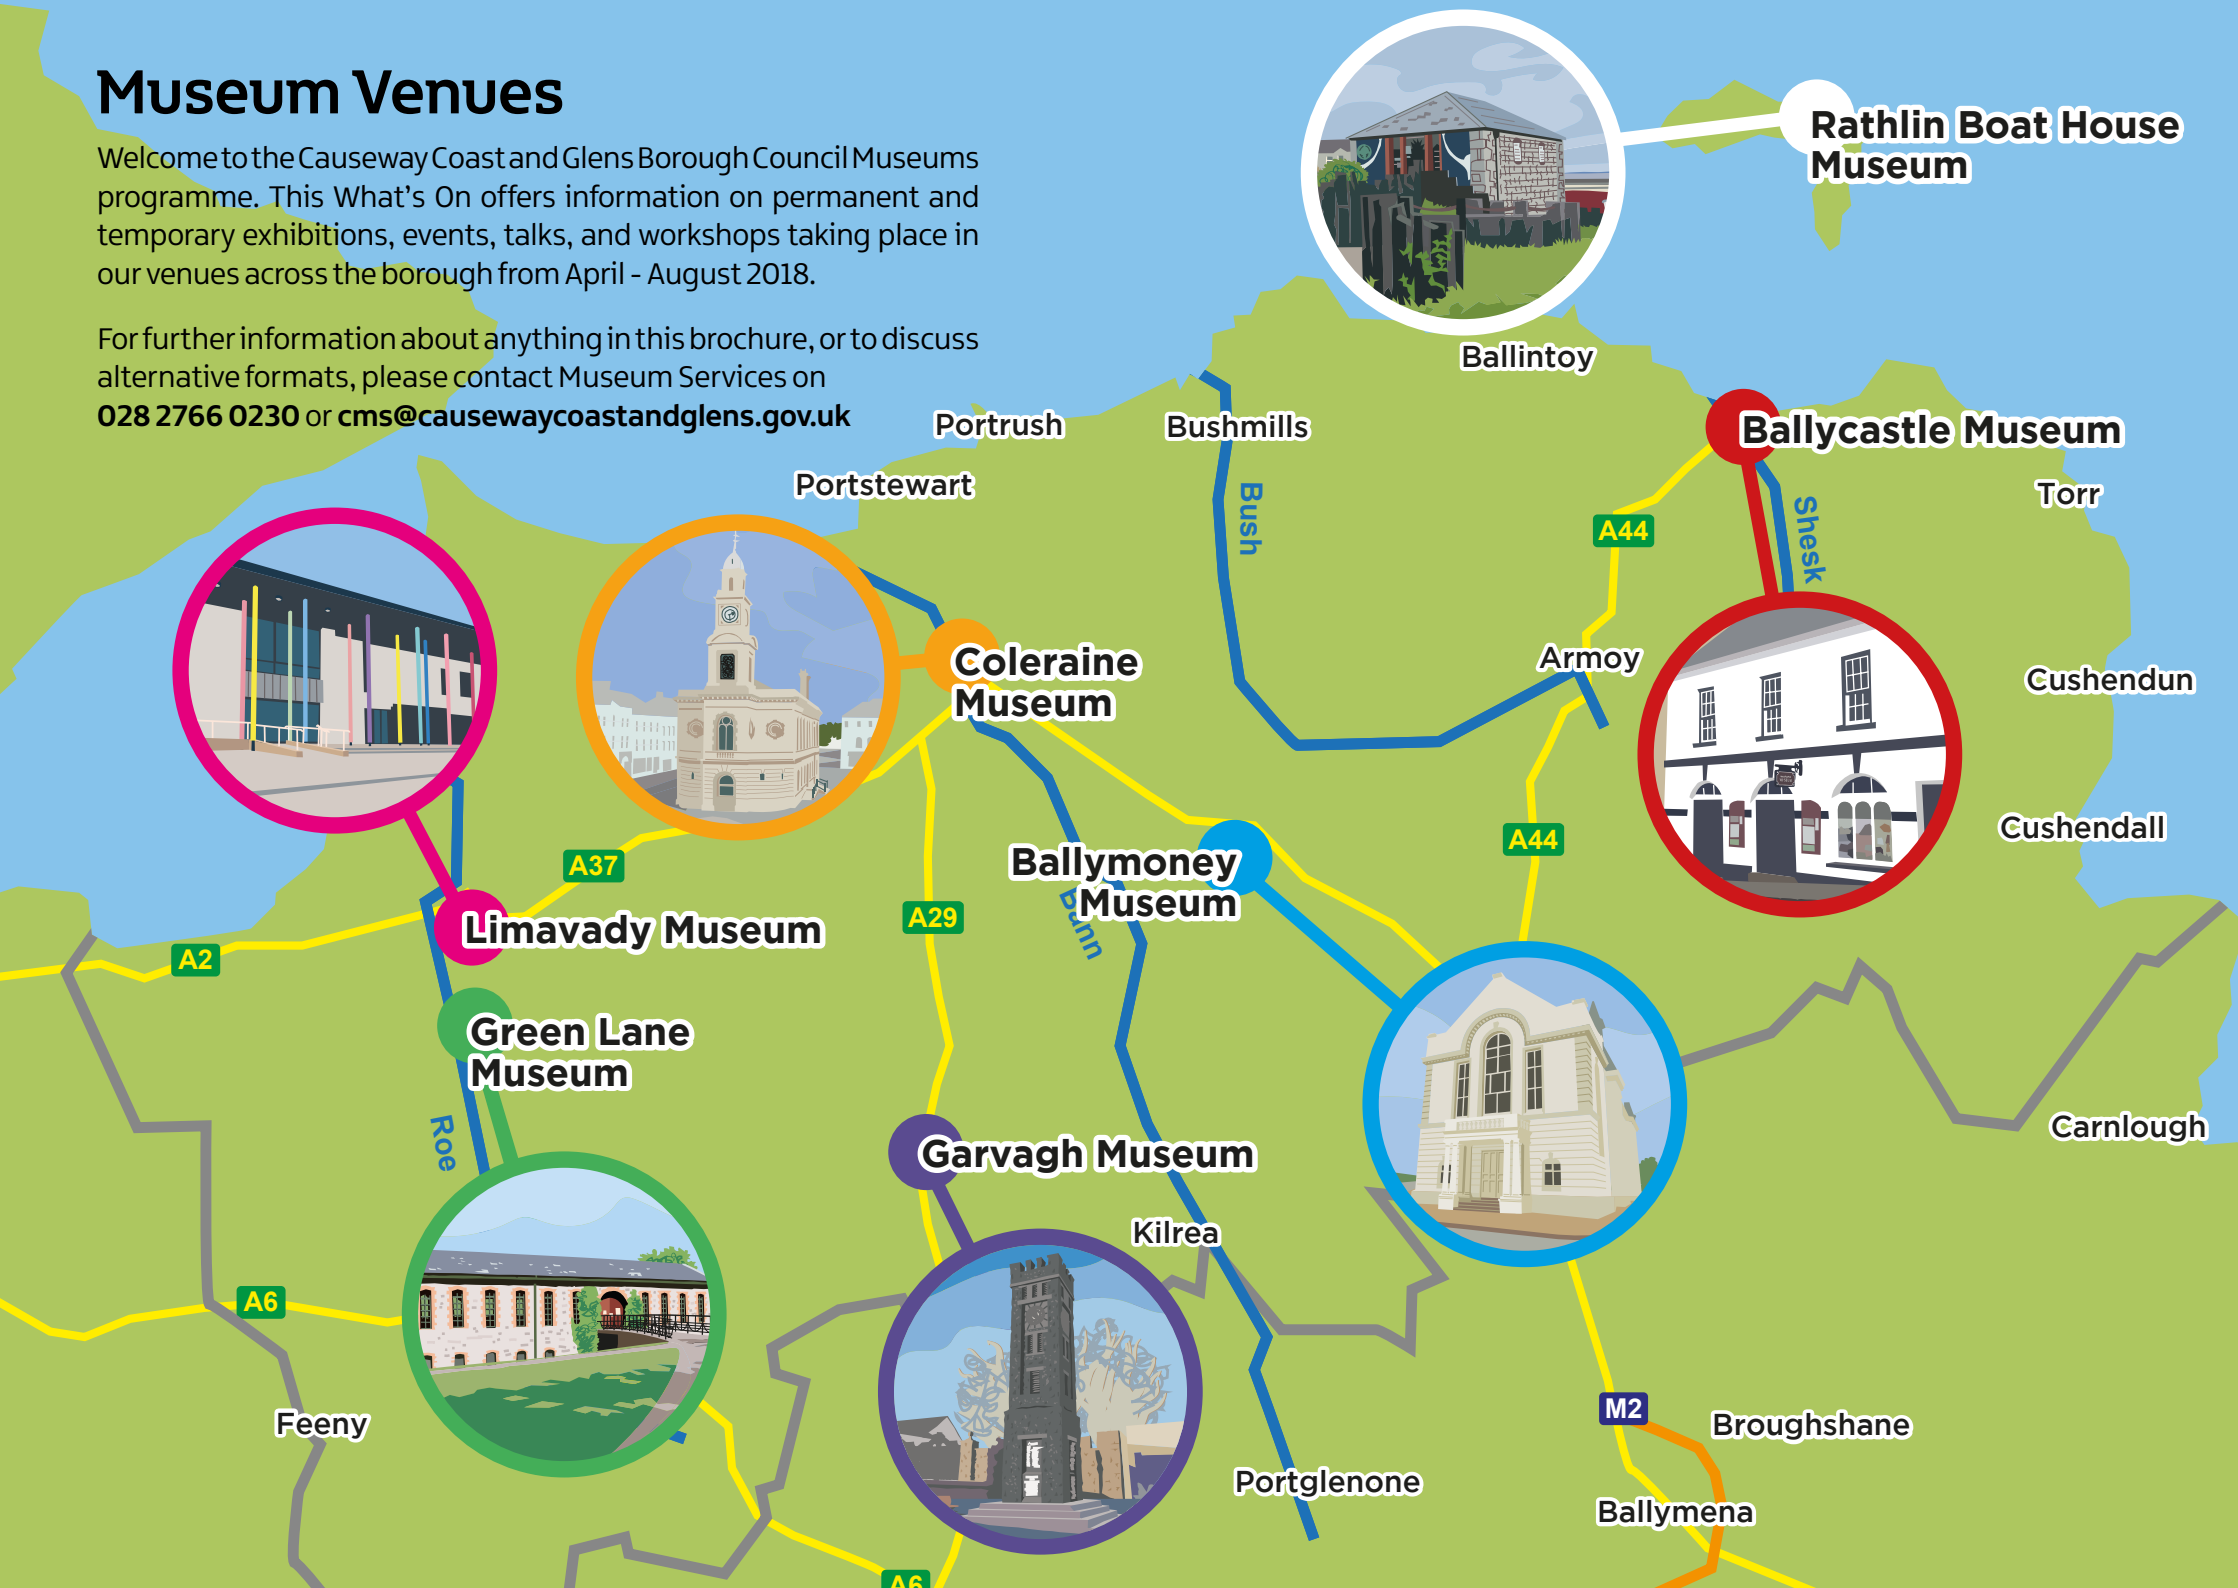 Museum Venues
Welcome to the Causeway Coast and Glens Borough Council Museums
programme. This What's On offers information on permanent and
temporary exhibitions, events, talks, and workshops taking place in
our venues across the borough from April - August 2018.
For further information about anything in this brochure, or to discuss
alternative formats, please contact Museum Services on
028 2766 0230 or cms@causewaycoastandglens.gov.uk
Rathlin Boat House
Museum
Ballintoy
Portrush
Bushmills
Ballycastle Museum
Portstewart
Torr
Bush
Shesk
A44
Armoy
Coleraine
Museum
Cushendun
Cushendall
A44
A37
Ballymoney
Museum
Bann
A29
Limavady Museum
A2
Green Lane
Museum
Roe
Garvagh Museum
Carnlough
Kilrea
A6
M2
Feeny
Broughshane
Portglenone
Ballymena
A6